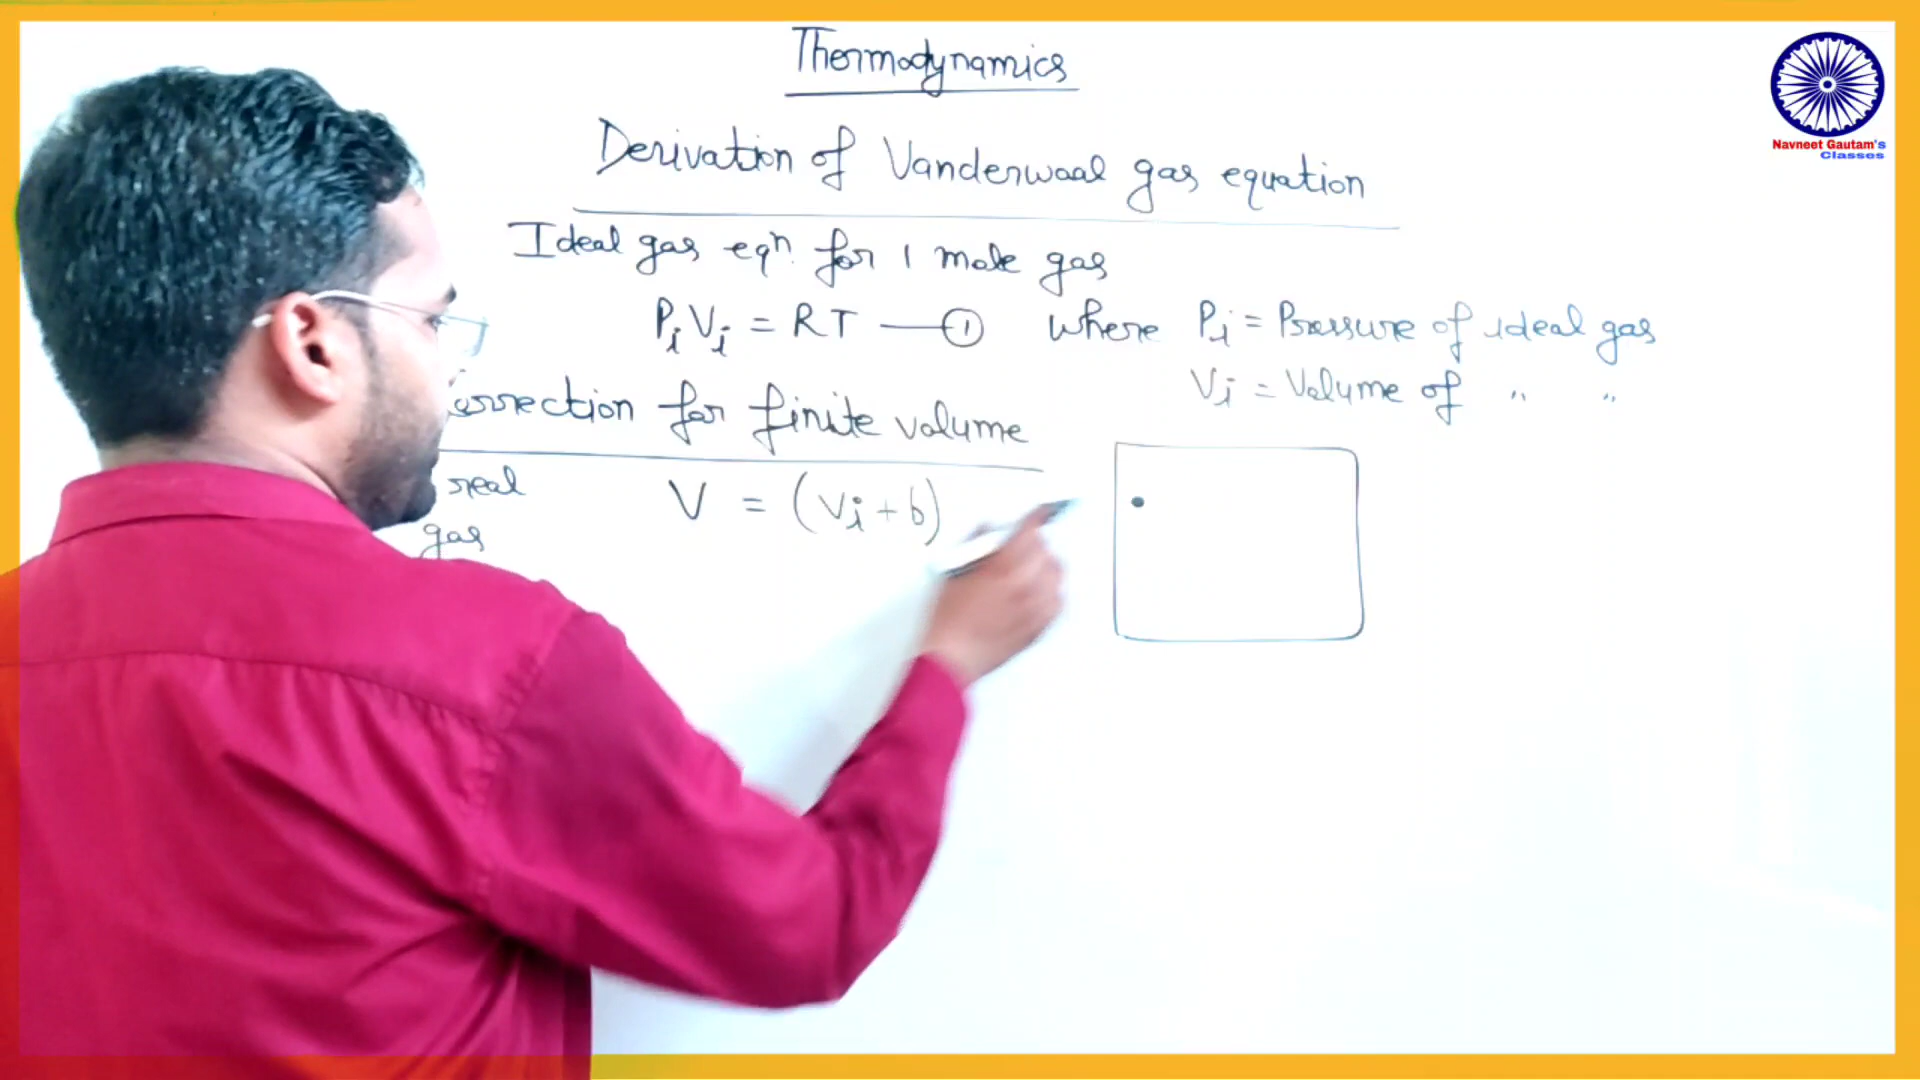 Thermodynamics
Navneet Gautam's
Classes
Derivation of Vanderwaal gas equation
Ideal gas eqn. for 1 mole gas
PiVi = RT — 1 where Pi = Pressure of ideal gas
Vi = Volume of " "
orrection for finite volume
real gas V = (Vi + b)